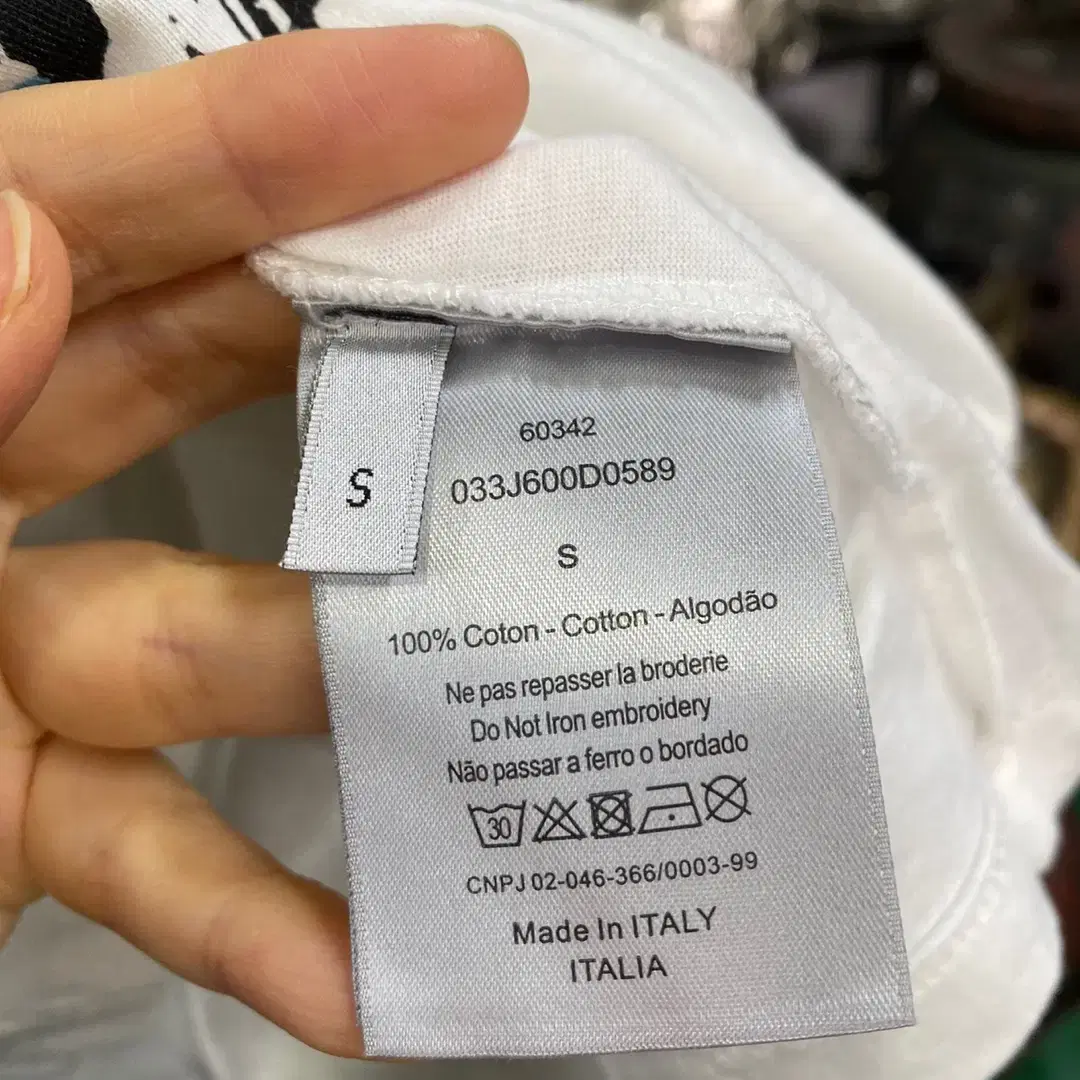 S
60342
033J600D0589
S
100% Coton - Cotton - Algodão
Ne pas repasser la broderie
Do Not Iron embroidery
Não passar a ferro o bordado
30
CNPJ 02-046-366/0003-99
Made In ITALY
ITALIA